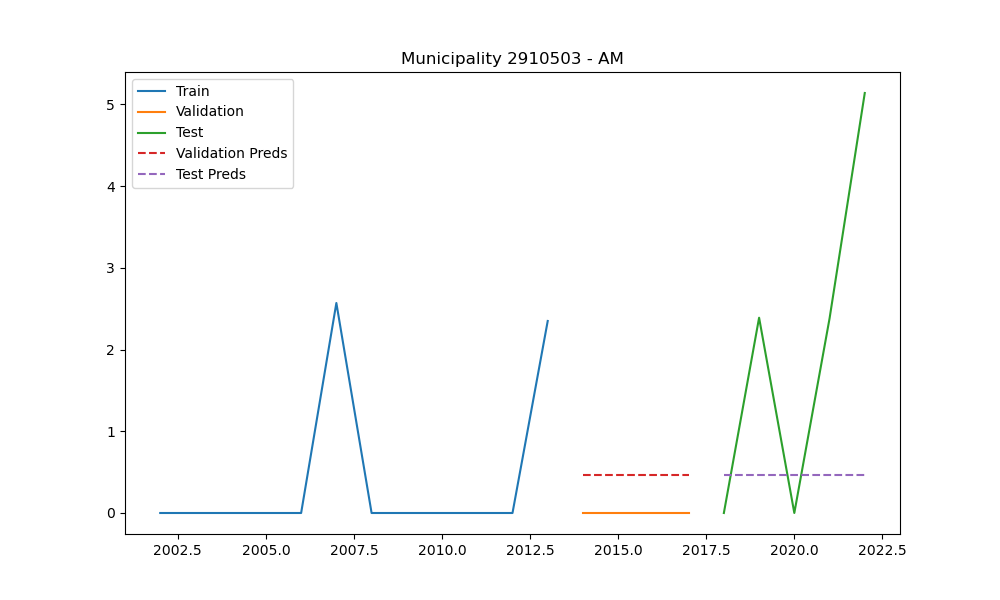 Municipality 2910503 - AM
Train
Validation
Test
Validation Preds
Test Preds
5
4
3
2
1
0
2002.5 2005.0 2007.5 2010.0 2012.5 2015.0 2017.5 2020.0 2022.5